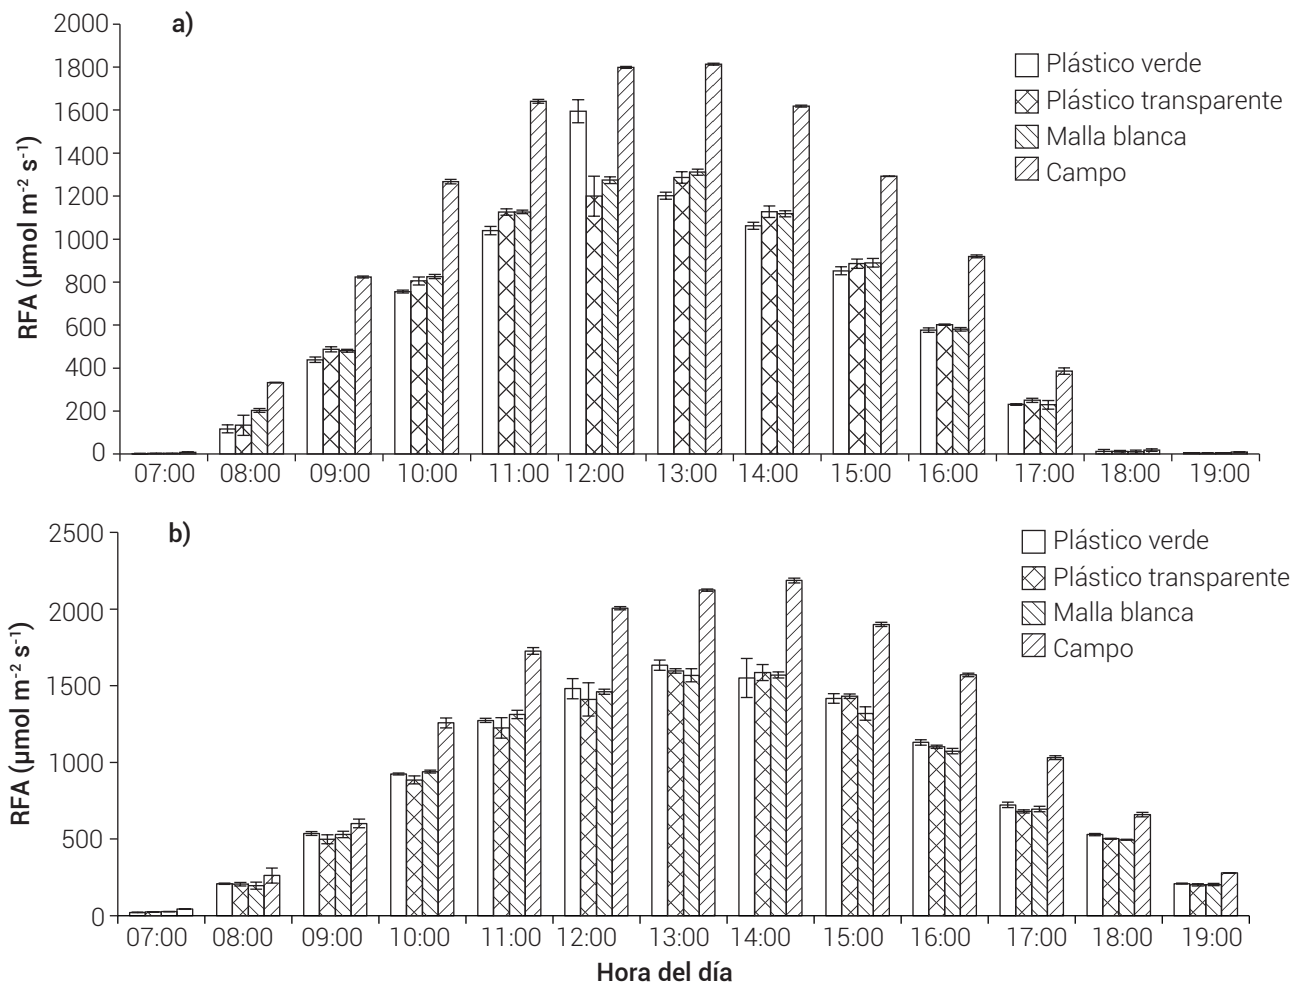 a)
2000
1800
1600
1400
1200
1000
800
600
400
200
0
RFA (µmol m⁻² s⁻¹)
Plástico verde
Plástico transparente
Malla blanca
Campo
07:00 08:00 09:00 10:00 11:00 12:00 13:00 14:00 15:00 16:00 17:00 18:00 19:00
b)
2500
2000
1500
1000
500
0
RFA (µmol m⁻² s⁻¹)
Plástico verde
Plástico transparente
Malla blanca
Campo
07:00 08:00 09:00 10:00 11:00 12:00 13:00 14:00 15:00 16:00 17:00 18:00 19:00
Hora del día